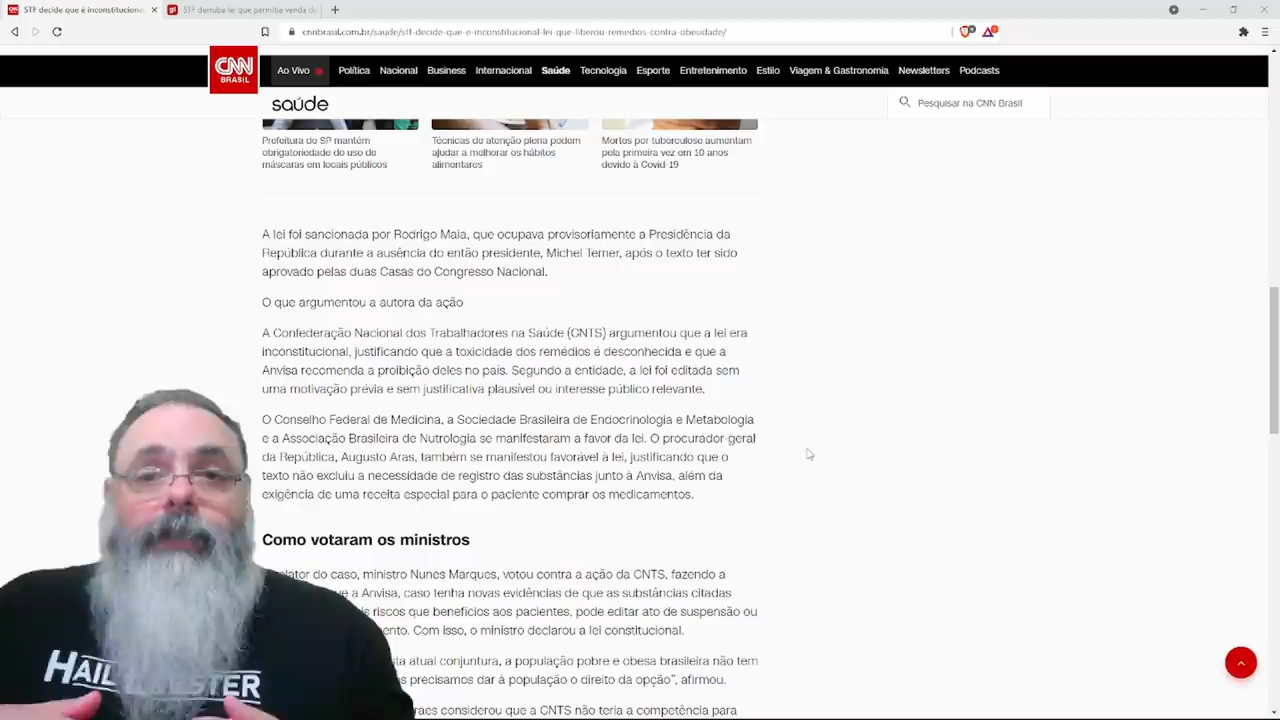 STF decide que é inconstitucional
STF derruba lei que permitia venda de
cnnbrasil.com.br/saude/stf-decide-que-e-inconstitucional-lei-que-liberou-remedios-contra-obesidade/
CNN
BRASIL
Ao Vivo
Política
Nacional
Business
Internacional
Saúde
Tecnologia
Esporte
Entretenimento
Estilo
Viagem & Gastronomia
Newsletters
Podcasts
saúde
Pesquisar na CNN Brasil
Prefeitura de SP mantém
obrigatoriedade do uso de
máscaras em locais públicos
Técnicas de atenção plena podem
ajudar a melhorar os hábitos
alimentares
Mortes por tuberculose aumentam
pela primeira vez em 10 anos
devido à Covid-19
A lei foi sancionada por Rodrigo Maia, que ocupava provisoriamente a Presidência da
República durante a ausência do então presidente, Michel Temer, após o texto ter sido
aprovado pelas duas Casas do Congresso Nacional.
O que argumentou a autora da ação
A Confederação Nacional dos Trabalhadores na Saúde (CNTS) argumentou que a lei era
inconstitucional, justificando que a toxicidade dos remédios é desconhecida e que a
Anvisa recomenda a proibição deles no país. Segundo a entidade, a lei foi editada sem
uma motivação prévia e sem justificativa plausível ou interesse público relevante.
O Conselho Federal de Medicina, a Sociedade Brasileira de Endocrinologia e Metabologia
e a Associação Brasileira de Nutrologia se manifestaram a favor da lei. O procurador-geral
da República, Augusto Aras, também se manifestou favorável à lei, justificando que o
texto não excluiu a necessidade de registro das substâncias junto à Anvisa, além da
exigência de uma receita especial para o paciente comprar os medicamentos.
Como votaram os ministros
do caso, ministro Nunes Marques, votou contra a ação da CNTS, fazendo a
a Anvisa, caso tenha novas evidências de que as substâncias citadas
riscos que benefícios aos pacientes, pode editar ato de suspensão ou
Com isso, o ministro declarou a lei constitucional.
atual conjuntura, a população pobre e obesa brasileira não tem
precisamos dar à população o direito da opção", afirmou.
considerou que a CNTS não teria a competência para
HAIL